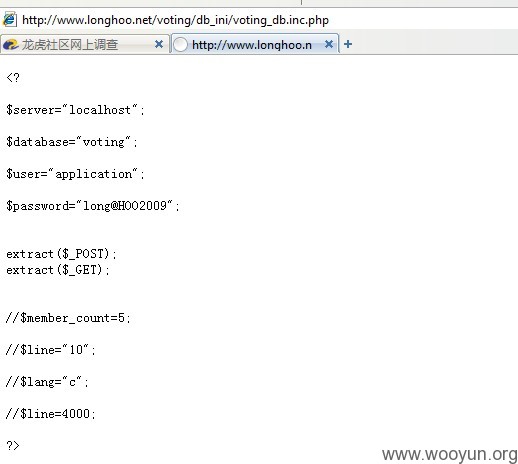 http://www.longhoo.net/voting/db_ini/voting_db.inc.php
龙虎社区网上调查
http://www.longhoo.n
<?
$server="localhost";
$database="voting";
$user="application";
$password="long@HOO2009";
extract($_POST);
extract($_GET);
//$member_count=5;
//$line="10";
//$lang="c";
//$line=4000;
?>
www.wooyun.org